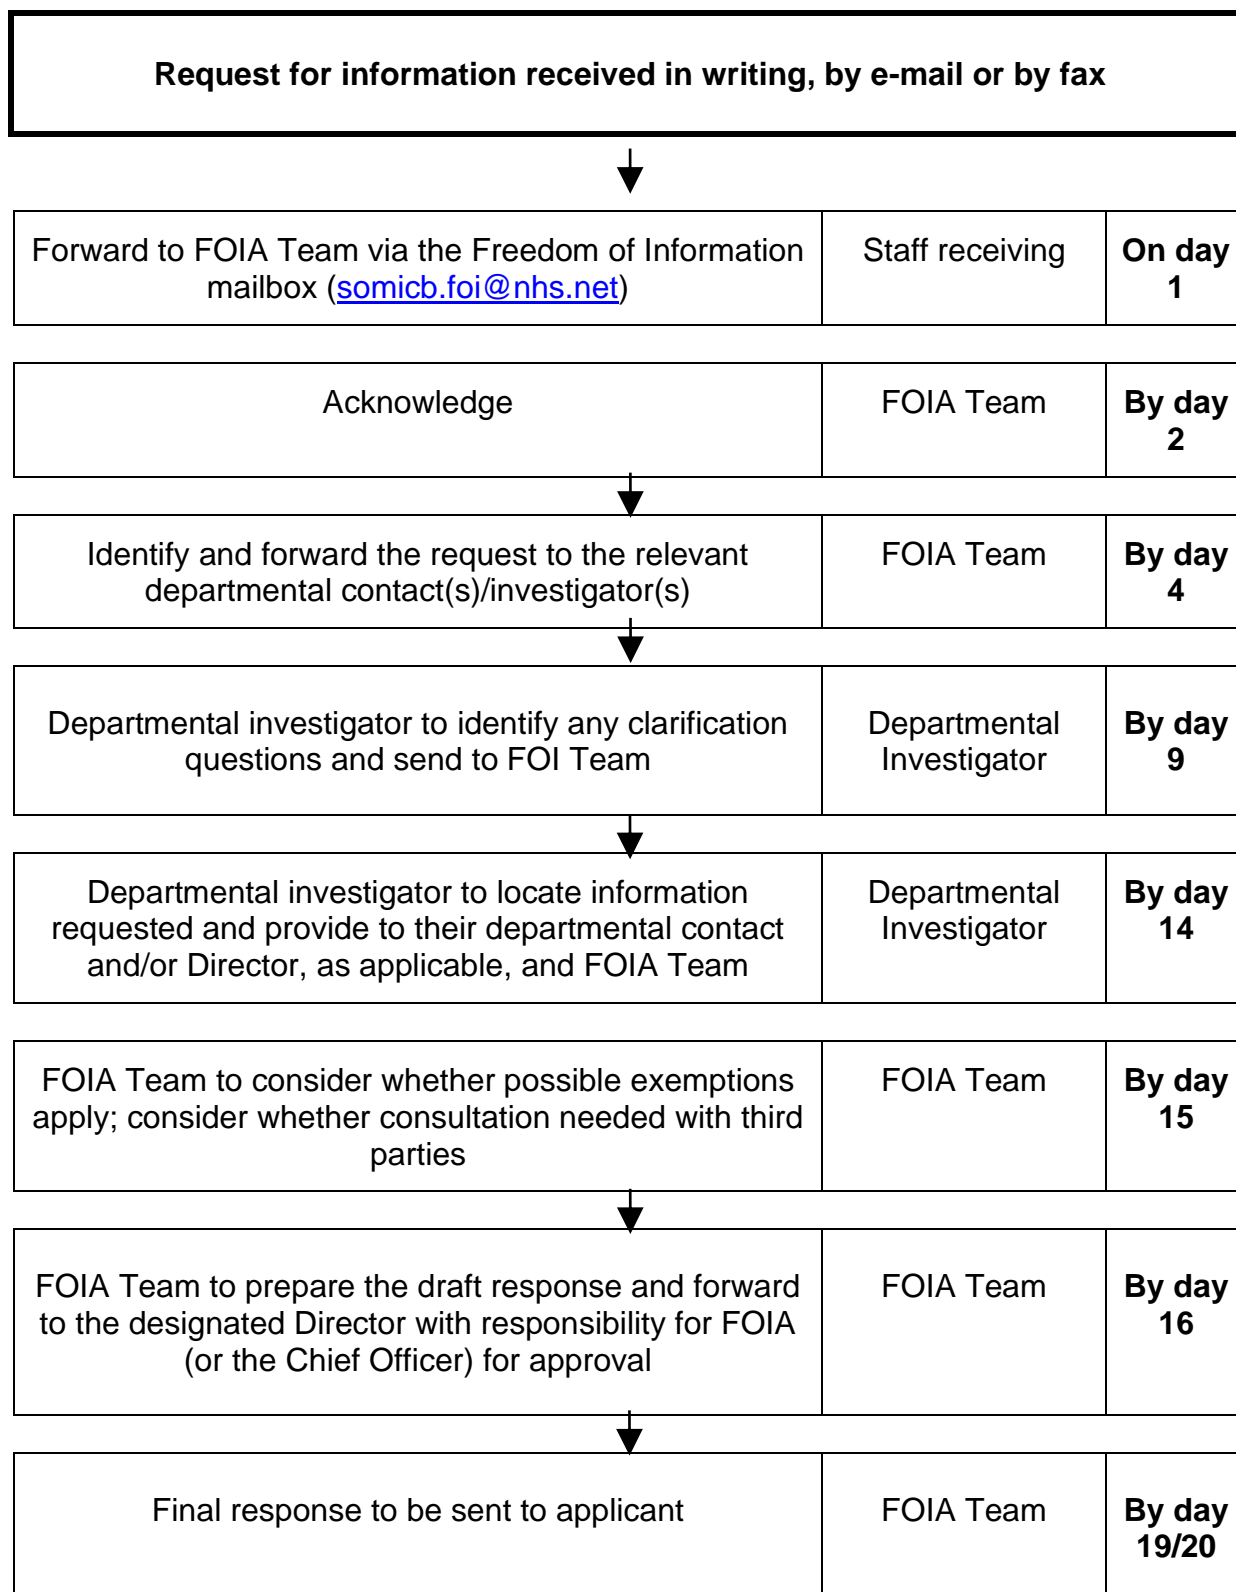 Request for information received in writing, by e-mail or by fax
Forward to FOIA Team via the Freedom of Information
mailbox (somicb.foi@nhs.net)
Staff receiving
On day
1
Acknowledge
FOIA Team
By day
2
Identify and forward the request to the relevant
departmental contact(s)/investigator(s)
FOIA Team
By day
4
Departmental investigator to identify any clarification
questions and send to FOI Team
Departmental
Investigator
By day
9
Departmental investigator to locate information
requested and provide to their departmental contact
and/or Director, as applicable, and FOIA Team
Departmental
Investigator
By day
14
FOIA Team to consider whether possible exemptions
apply; consider whether consultation needed with third
parties
FOIA Team
By day
15
FOIA Team to prepare the draft response and forward
to the designated Director with responsibility for FOIA
(or the Chief Officer) for approval
FOIA Team
By day
16
Final response to be sent to applicant
FOIA Team
By day
19/20